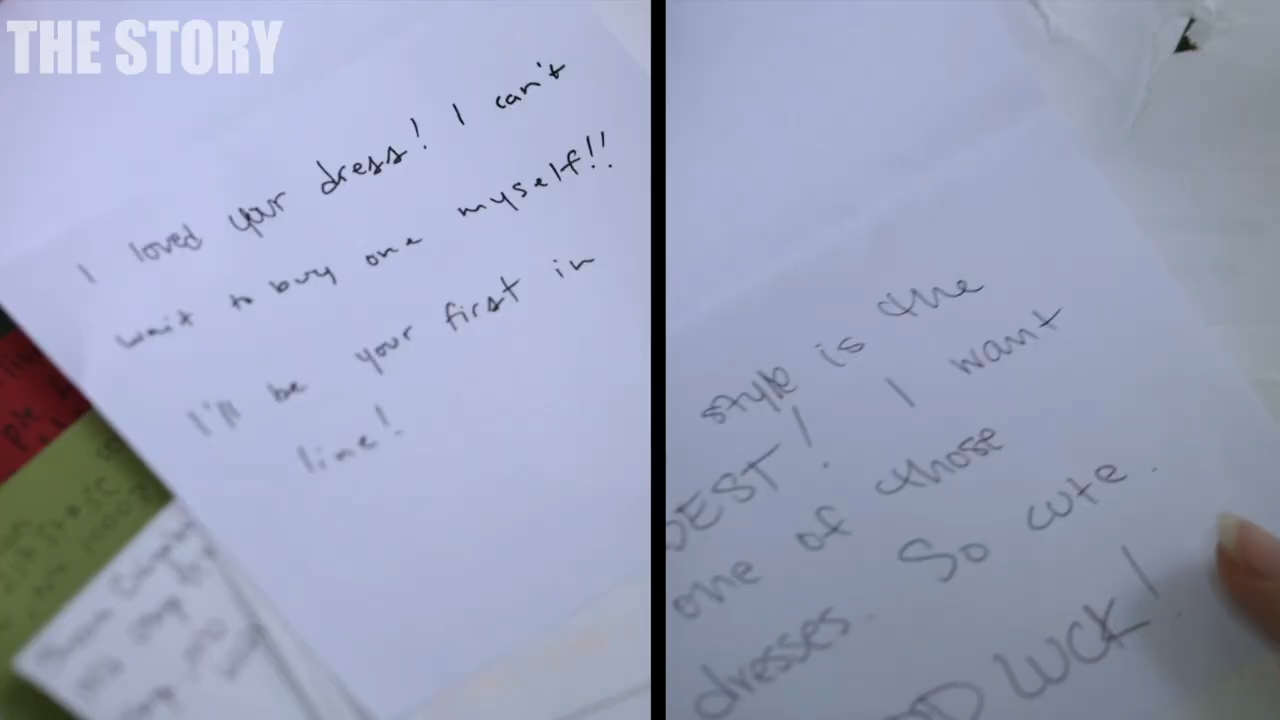 THE STORY
I loved your dress! I can't
wait to buy one myself!!
I'll be your first in
line!
style is the
BEST! I want
one of those
dresses. So cute.
LUCK!